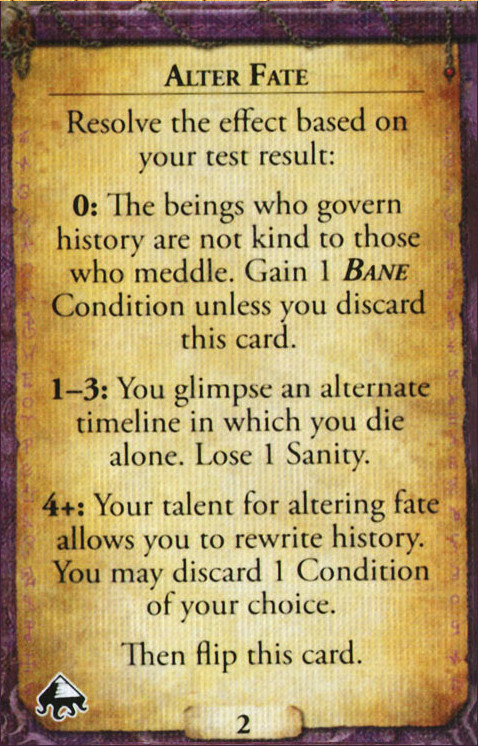 ALTER FATE
Resolve the effect based on
your test result:
0: The beings who govern
history are not kind to those
who meddle. Gain 1 BANE
Condition unless you discard
this card.
1–3: You glimpse an alternate
timeline in which you die
alone. Lose 1 Sanity.
4+: Your talent for altering fate
allows you to rewrite history.
You may discard 1 Condition
of your choice.
Then flip this card.
2